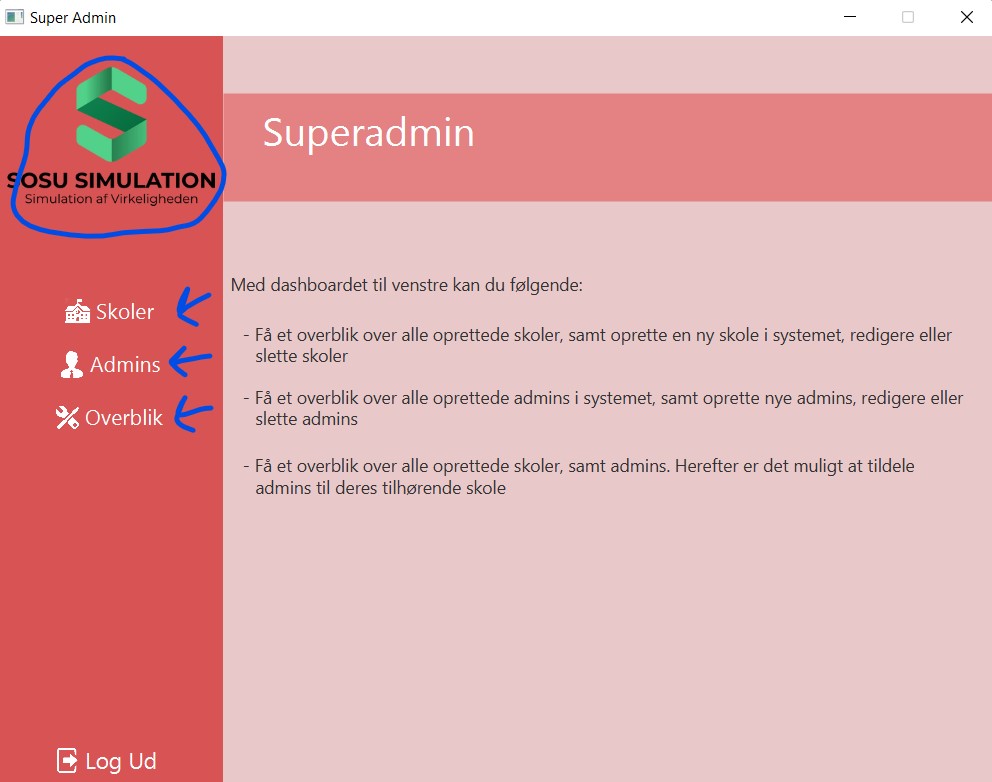 Super Admin
SOSU SIMULATION
Simulation af Virkeligheden
Superadmin
Skoler
Admins
Overblik
Log Ud
Med dashboardet til venstre kan du følgende:
- Få et overblik over alle oprettede skoler, samt oprette en ny skole i systemet, redigere eller
slette skoler
- Få et overblik over alle oprettede admins i systemet, samt oprette nye admins, redigere eller
slette admins
- Få et overblik over alle oprettede skoler, samt admins. Herefter er det muligt at tildele
admins til deres tilhørende skole